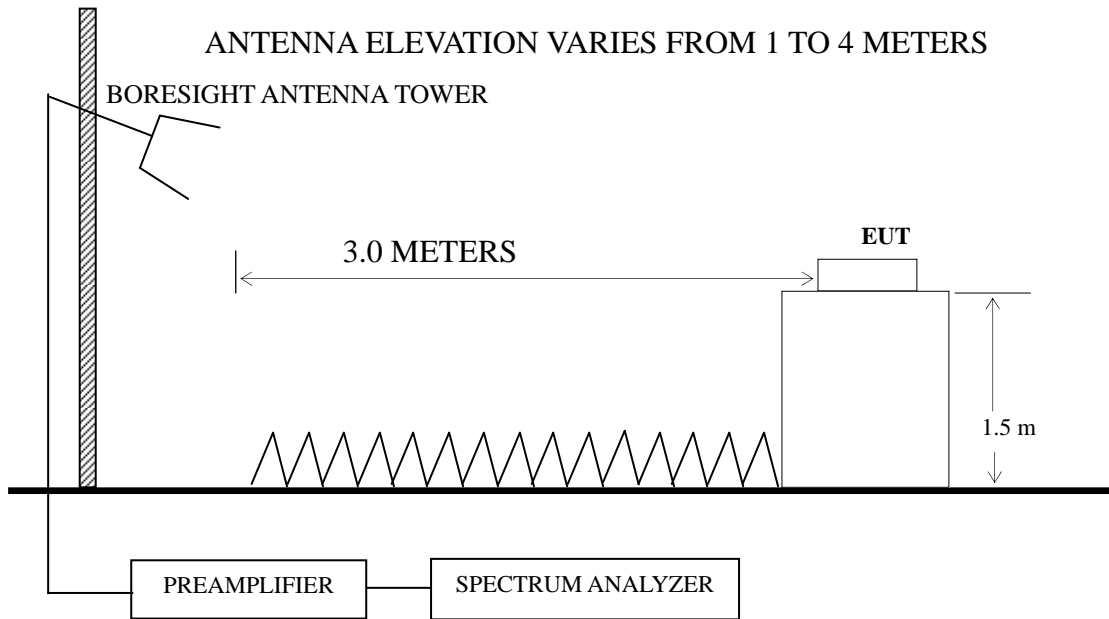 ANTENNA ELEVATION VARIES FROM 1 TO 4 METERS
BORESIGHT ANTENNA TOWER
EUT
3.0 METERS
1.5 m
PREAMPLIFIER
SPECTRUM ANALYZER